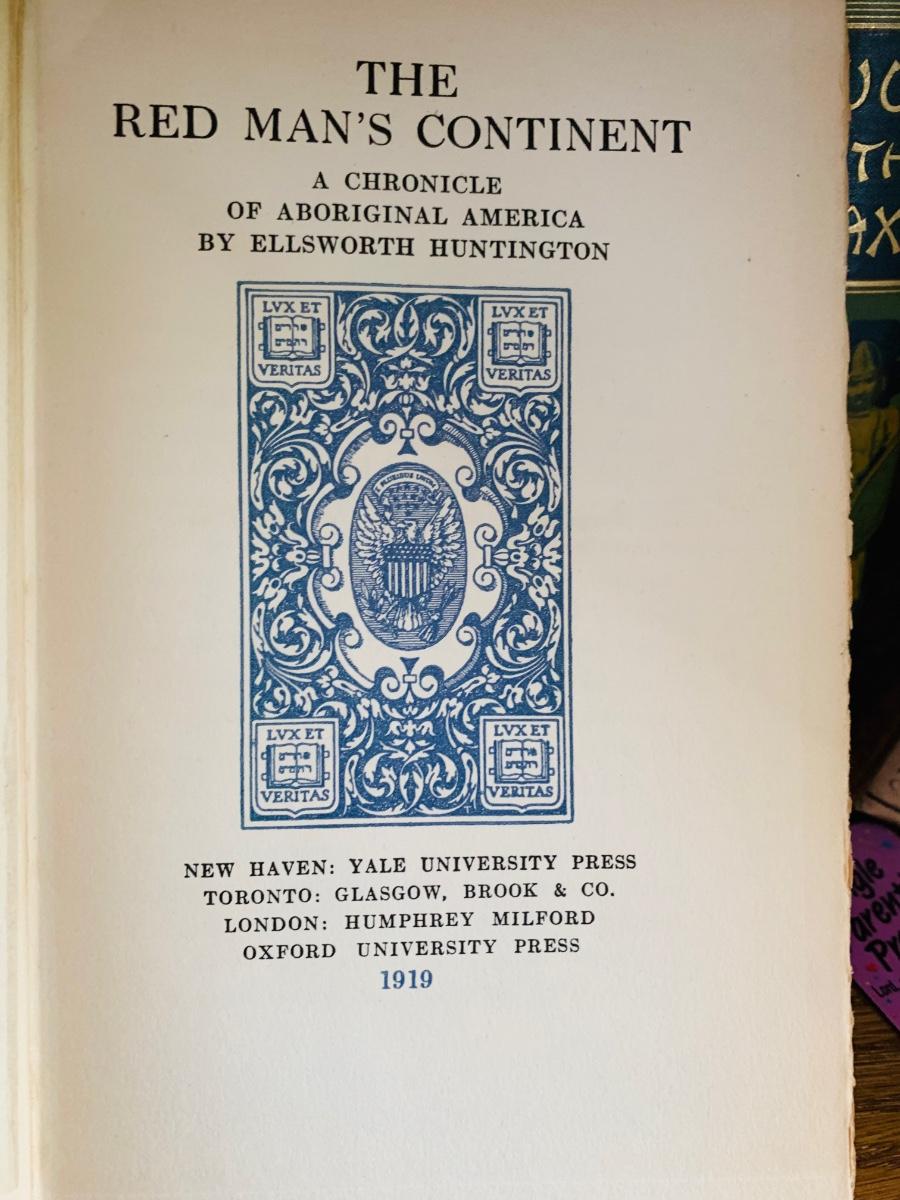 THE
RED MAN'S CONTINENT
A CHRONICLE
OF ABORIGINAL AMERICA
BY ELLSWORTH HUNTINGTON
LVX ET
VERITAS
LVX ET
VERITAS
E PLURIBUS UNUM
LVX ET
VERITAS
LVX ET
VERITAS
NEW HAVEN: YALE UNIVERSITY PRESS
TORONTO: GLASGOW, BROOK & CO.
LONDON: HUMPHREY MILFORD
OXFORD UNIVERSITY PRESS
1919